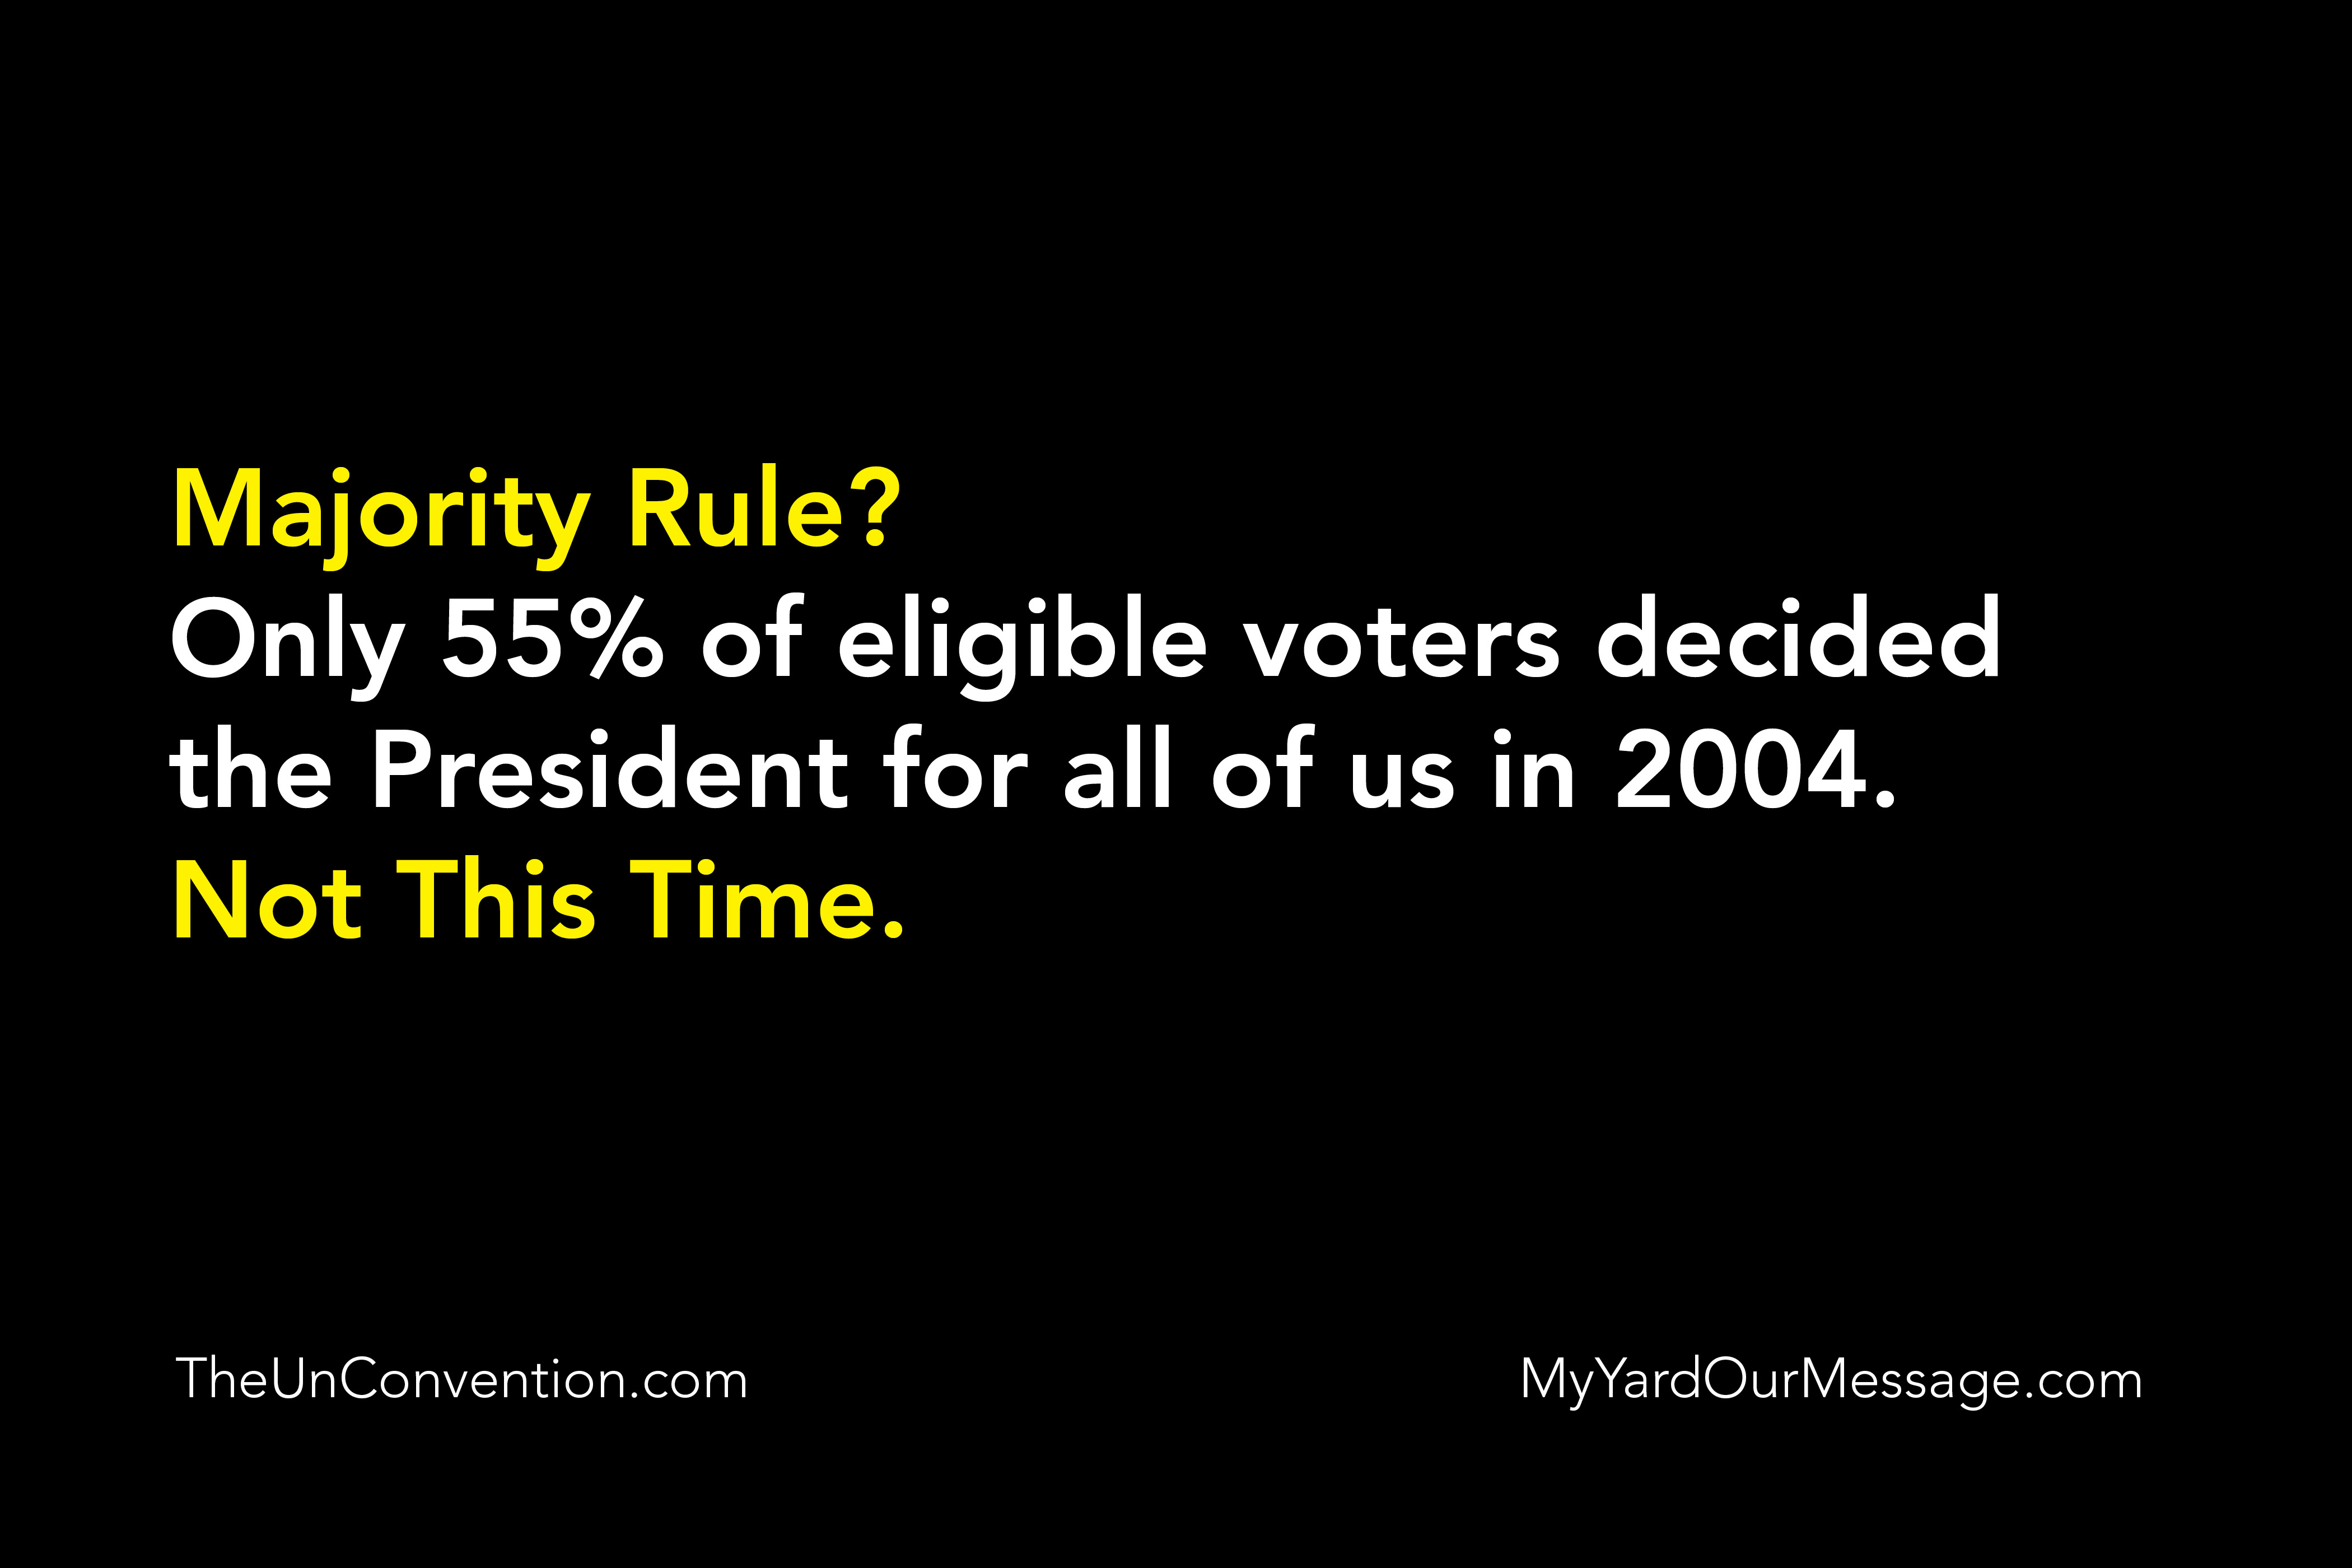 Majority Rule?
Only 55% of eligible voters decided
the President for all of us in 2004.
Not This Time.
TheUnConvention.com
MyYardOurMessage.com